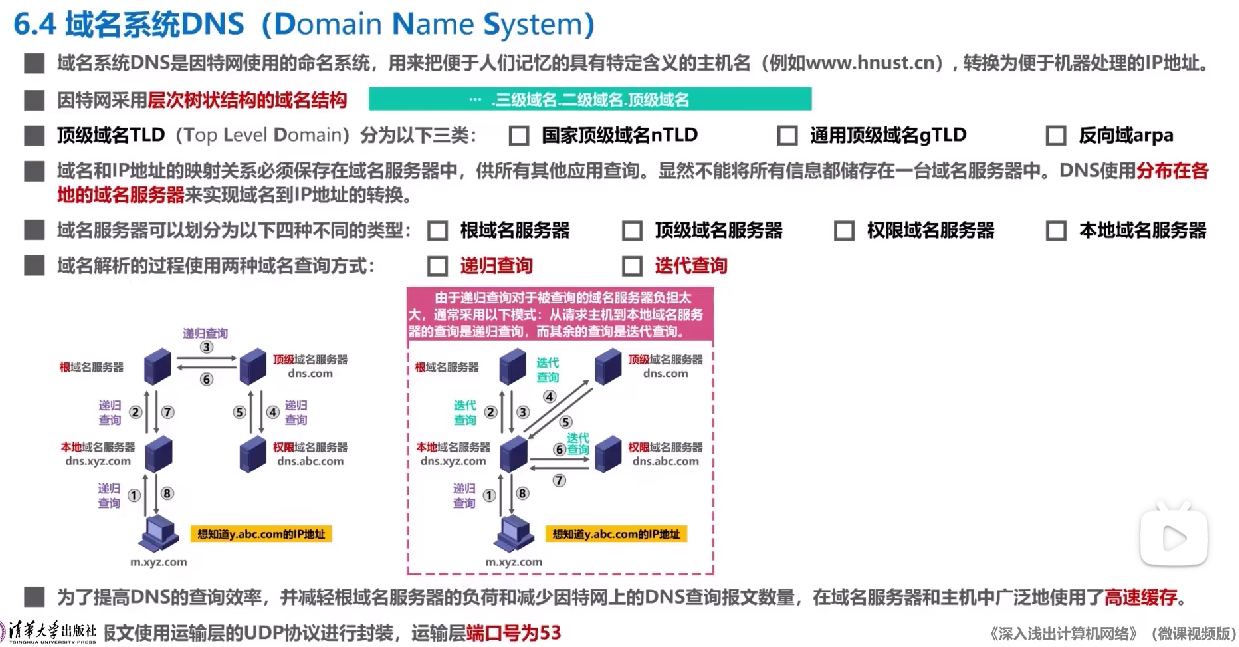 6.4 域名系统DNS（Domain Name System）
域名系统DNS是因特网使用的命名系统，用来把便于人们记忆的具有特定含义的主机名（例如www.hnust.cn），转换为便于机器处理的IP地址。
因特网采用层次树状结构的域名结构 … .三级域名.二级域名.顶级域名
顶级域名TLD（Top Level Domain）分为以下三类： 国家顶级域名nTLD 通用顶级域名gTLD 反向域arpa
域名和IP地址的映射关系必须保存在域名服务器中，供所有其他应用查询。显然不能将所有信息都储存在一台域名服务器中。DNS使用分布在各
地的域名服务器来实现域名到IP地址的转换。
域名服务器可以划分为以下四种不同的类型： 根域名服务器 顶级域名服务器 权限域名服务器 本地域名服务器
域名解析的过程使用两种域名查询方式： 递归查询 迭代查询
递归查询
③
根域名服务器
顶级域名服务器
dns.com
⑥
递归
查询
②
⑦
⑤
④
递归
查询
本地域名服务器
dns.xyz.com
权限域名服务器
dns.abc.com
递归
查询
①
⑧
想知道y.abc.com的IP地址
m.xyz.com
由于递归查询对于被查询的域名服务器负担太
大，通常采用以下模式：从请求主机到本地域名服务
器的查询是递归查询，而其余的查询是迭代查询。
根域名服务器
迭代
查询
顶级域名服务器
dns.com
④
迭代
查询
②
③
⑤
本地域名服务器
dns.xyz.com
迭代
查询
⑥
权限域名服务器
dns.abc.com
⑦
递归
查询
①
⑧
想知道y.abc.com的IP地址
m.xyz.com
为了提高DNS的查询效率，并减轻根域名服务器的负荷和减少因特网上的DNS查询报文数量，在域名服务器和主机中广泛地使用了高速缓存。
清华大学出版社
TSINGHUA UNIVERSITY PRESS
报文使用运输层的UDP协议进行封装，运输层端口号为53
《深入浅出计算机网络》（微课视频版）